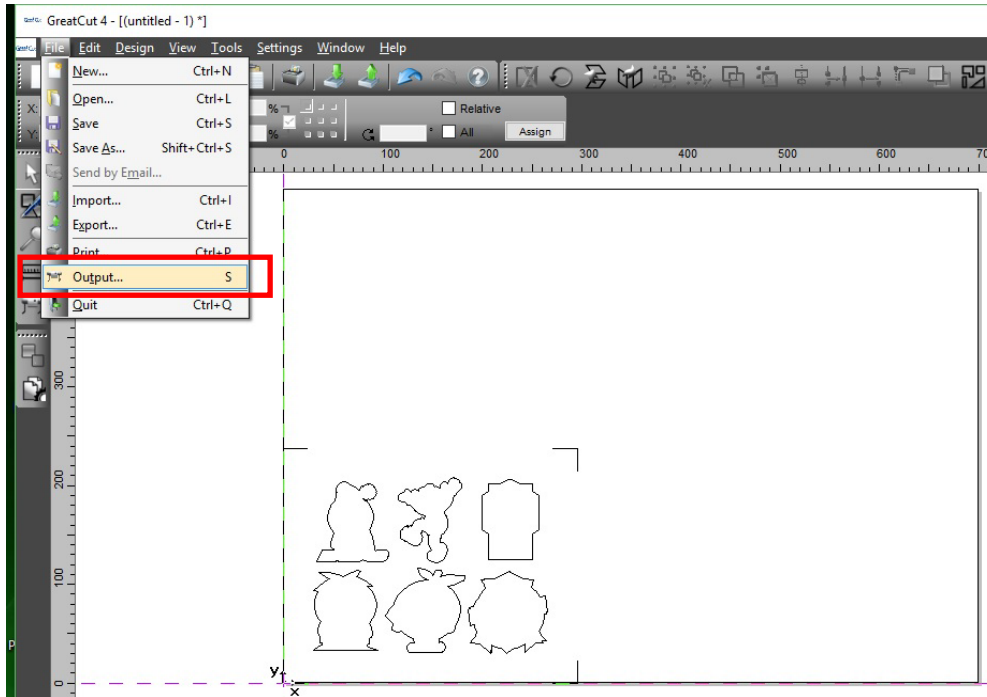 GreatCut 4 - [(untitled - 1) *]
File Edit Design View Tools Settings Window Help
New... Ctrl+N
Open... Ctrl+L
Save Ctrl+S
Save As... Shift+Ctrl+S
Send by Email...
Import... Ctrl+I
Export... Ctrl+E
Print Ctrl+P
Output... S
Quit Ctrl+Q
X: % Relative
Y: % ° All Assign
0 100 200 300 400 500 600 70
300
200
100
0
P
y
x